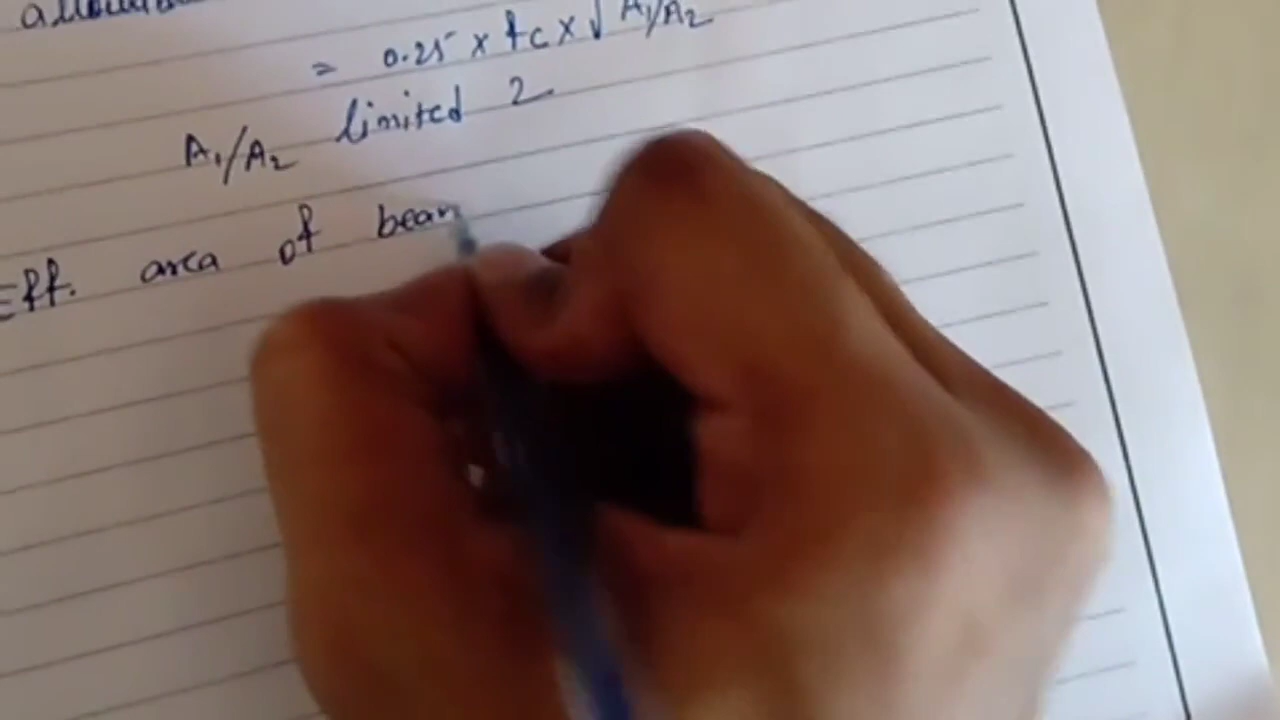 = 0.25 x fc x √ A1/A2
A1/A2 limited 2
Eff. area of bear